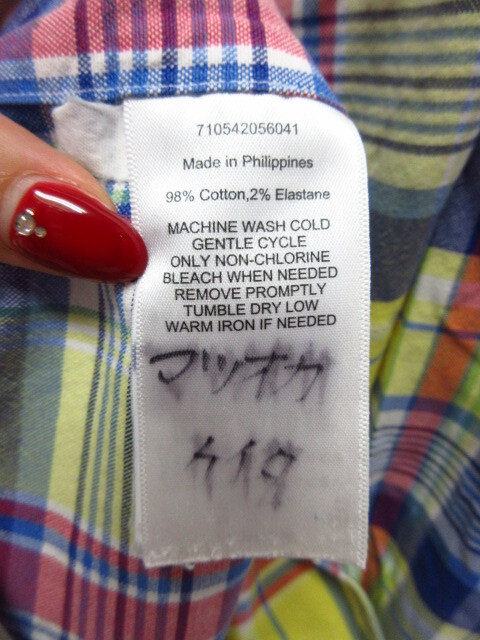 710542056041
Made in Philippines
98% Cotton,2% Elastane
MACHINE WASH COLD
GENTLE CYCLE
ONLY NON-CHLORINE
BLEACH WHEN NEEDED
REMOVE PROMPTLY
TUMBLE DRY LOW
WARM IRON IF NEEDED
マツオカ
ケイタ